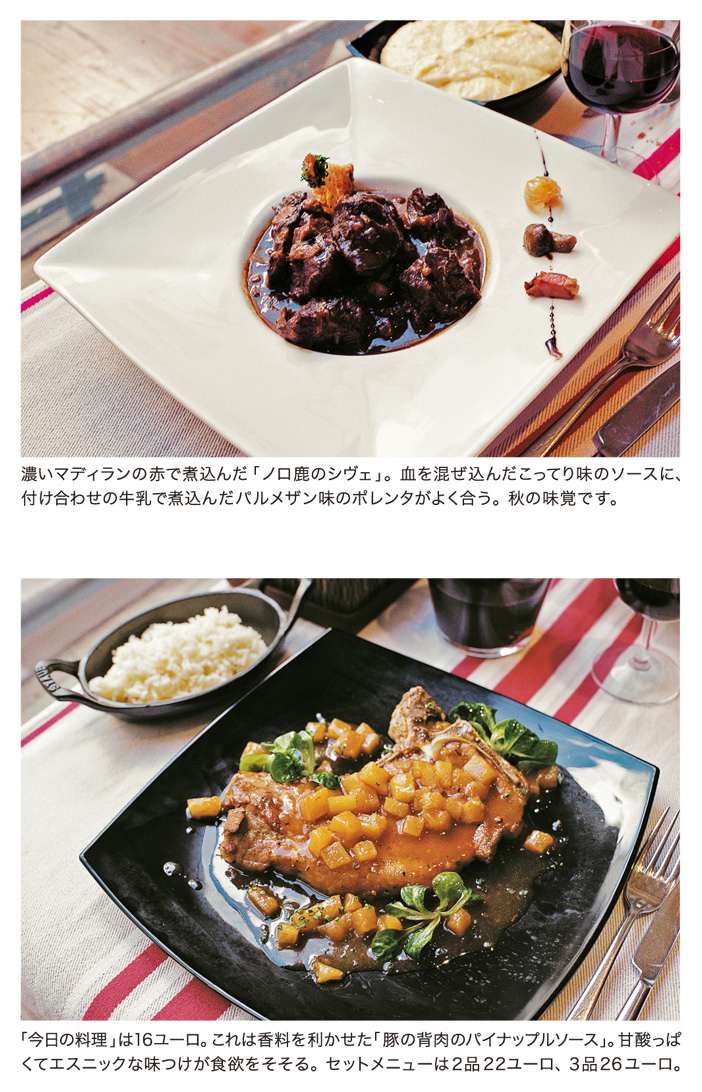 濃いマディランの赤で煮込んだ「ノロ鹿のシヴェ」。血を混ぜ込んだこってり味のソースに、
付け合わせの牛乳で煮込んだパルメザン味のポレンタがよく合う。秋の味覚です。
「今日の料理」は16ユーロ。これは香料を利かせた「豚の背肉のパイナップルソース」。甘酸っぱ
くてエスニックな味つけが食欲をそそる。セットメニューは2品22ユーロ、3品26ユーロ。